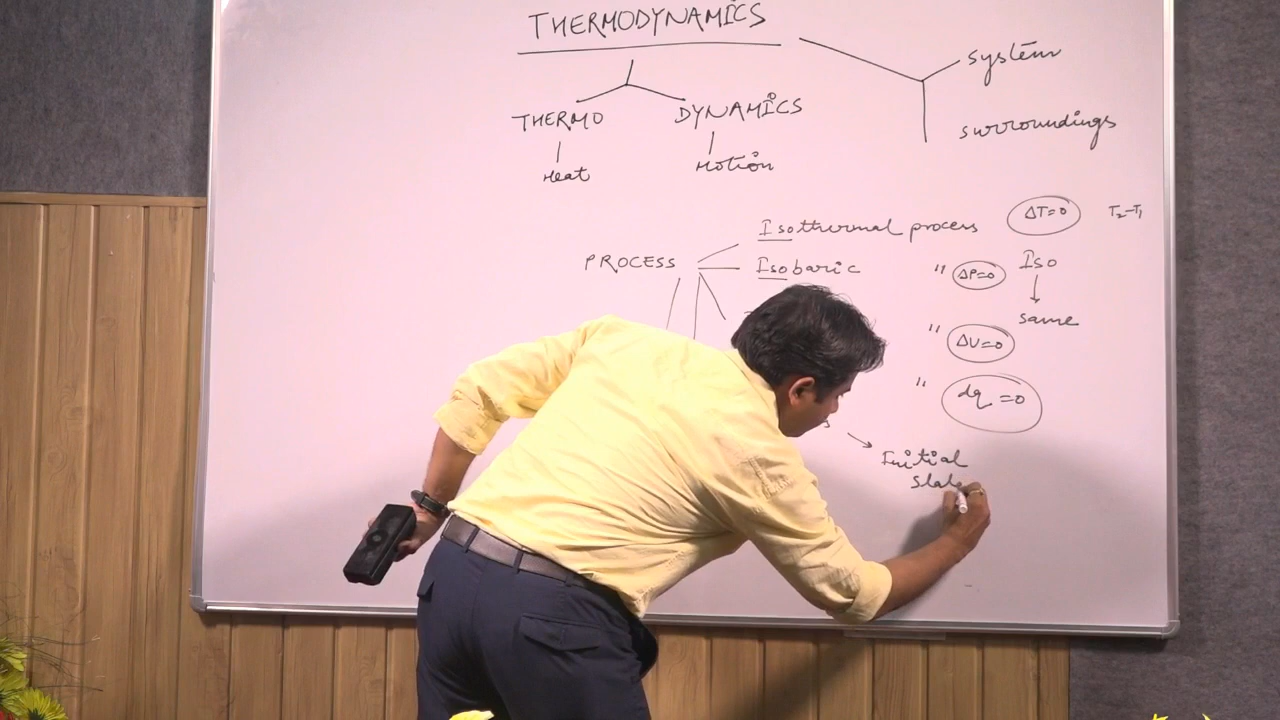 THERMODYNAMICS
system
THERMO DYNAMICS
surroundings
Heat Motion
Isothermal process ΔT=0 T₂-T₁
PROCESS Isobaric " ΔP=0 Iso
same
" ΔU=0
" dq =0
Initial